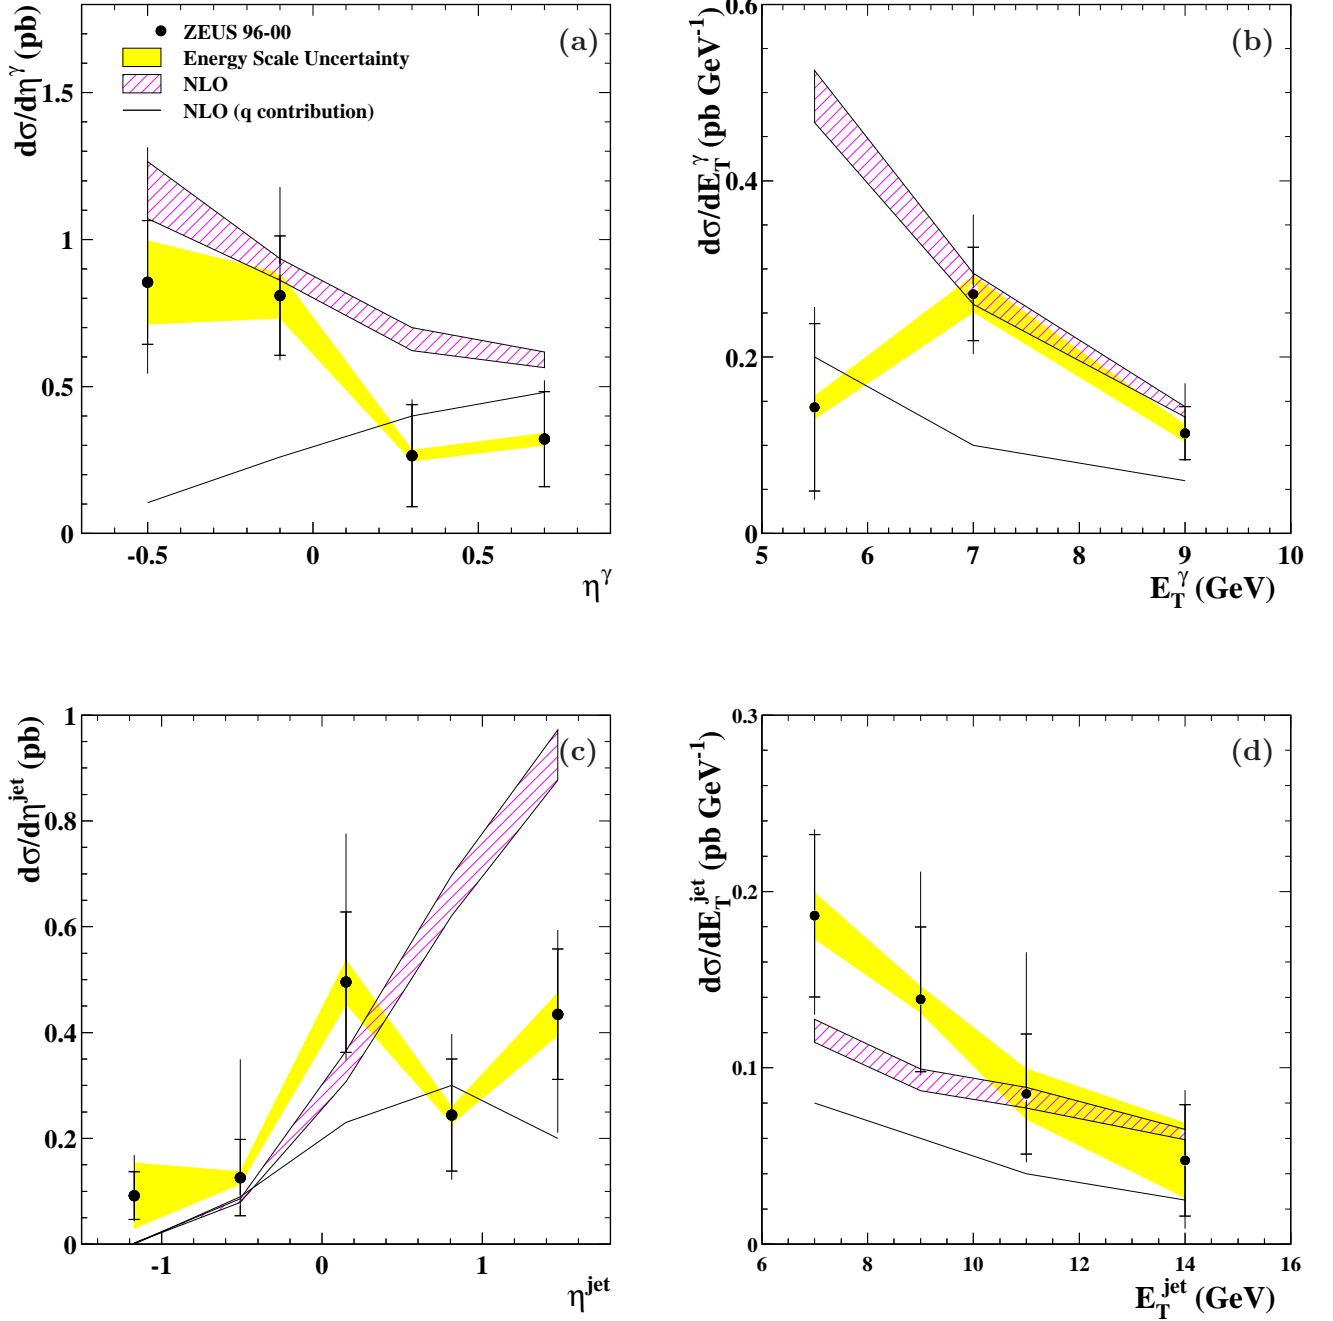 dσ/dη^γ (pb)
ZEUS 96-00
Energy Scale Uncertainty
NLO
NLO (q contribution)
(a)
1.5
1
0.5
0
-0.5 0 0.5
η^γ
dσ/dE_T^γ (pb GeV^-1)
(b)
0.6
0.4
0.2
0
5 6 7 8 9 10
E_T^γ (GeV)
dσ/dη^jet (pb)
(c)
1
0.8
0.6
0.4
0.2
0
-1 0 1
η^jet
dσ/dE_T^jet (pb GeV^-1)
(d)
0.3
0.2
0.1
0
6 8 10 12 14 16
E_T^jet (GeV)